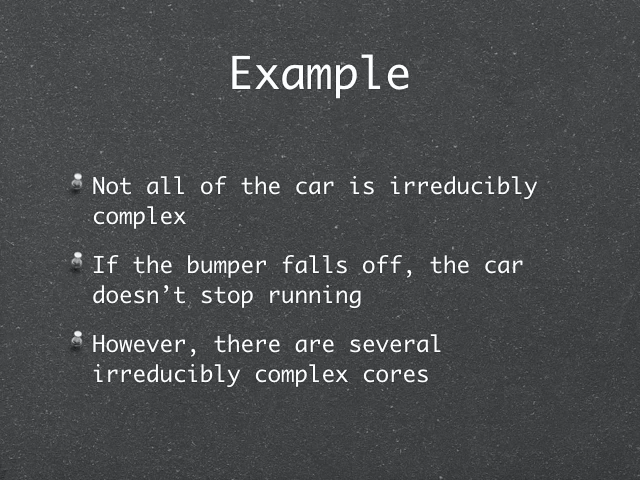 Example
Not all of the car is irreducibly
complex
If the bumper falls off, the car
doesn’t stop running
However, there are several
irreducibly complex cores